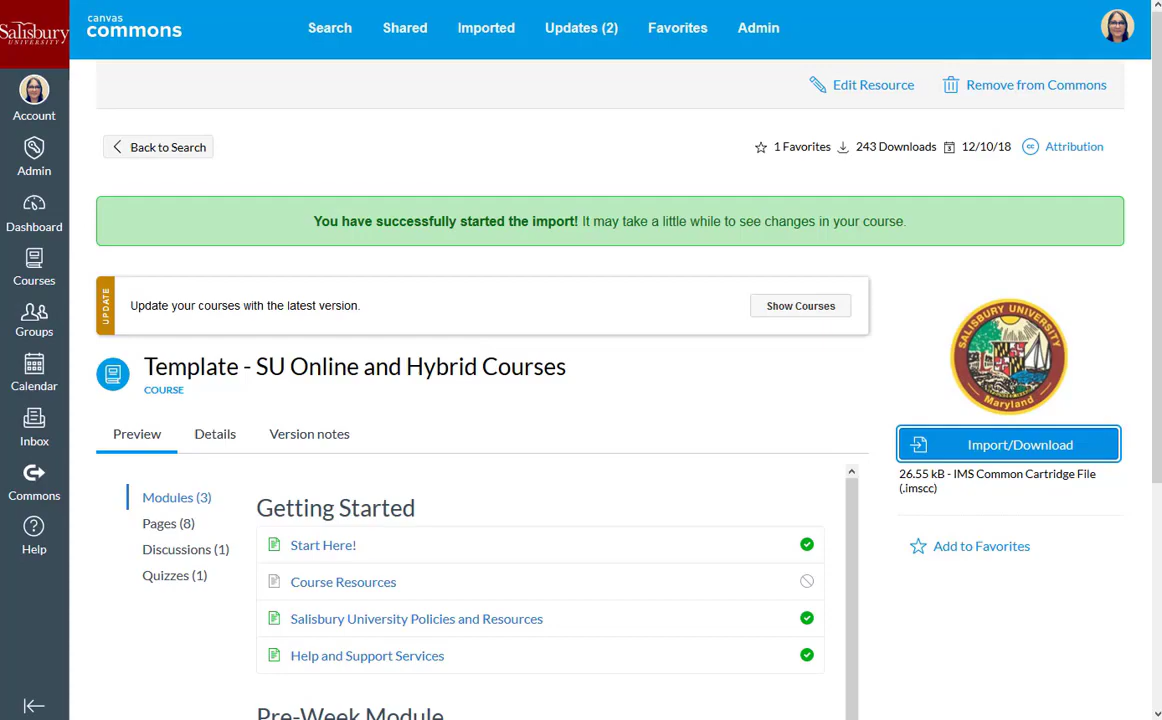 Salisbury
UNIVERSITY
canvas
commons
Search
Shared
Imported
Updates (2)
Favorites
Admin
Account
Admin
Dashboard
Courses
Groups
Calendar
Inbox
Commons
Help
Edit Resource
Remove from Commons
Back to Search
1 Favorites
243 Downloads
12/10/18
cc
Attribution
You have successfully started the import! It may take a little while to see changes in your course.
UPDATE
Update your courses with the latest version.
Show Courses
Template - SU Online and Hybrid Courses
COURSE
Preview
Details
Version notes
Modules (3)
Pages (8)
Discussions (1)
Quizzes (1)
Getting Started
Start Here!
Course Resources
Salisbury University Policies and Resources
Help and Support Services
Pre-Week Module
SALISBURY UNIVERSITY
Maryland
Import/Download
26.55 kB - IMS Common Cartridge File
(.imscc)
Add to Favorites